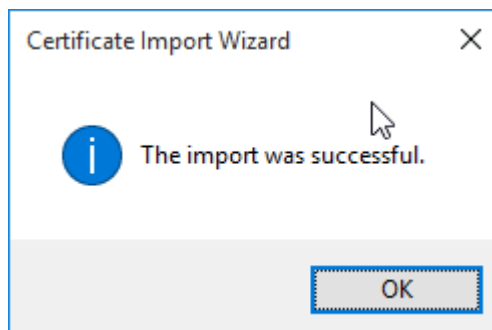 Certificate Import Wizard
The import was successful.
OK